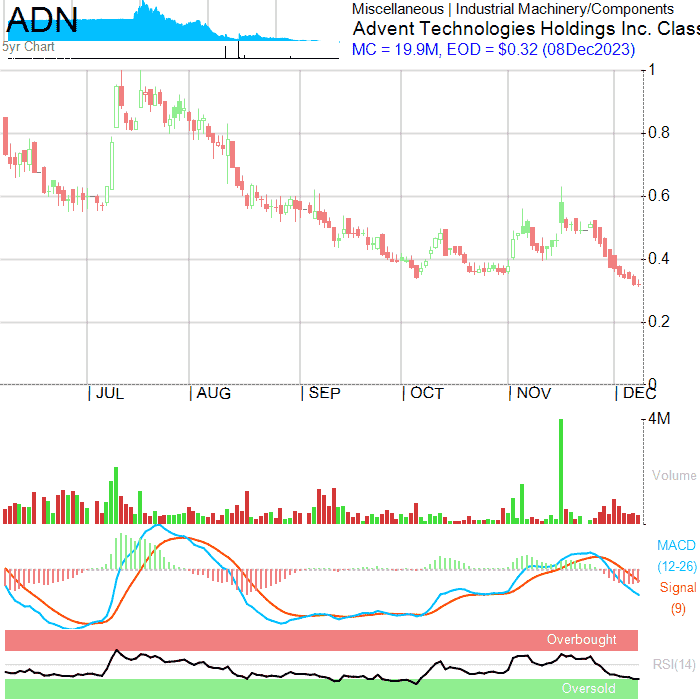 ADN
5yr Chart
Miscellaneous | Industrial Machinery/Components
Advent Technologies Holdings Inc. Class
MC = 19.9M, EOD = $0.32 (08Dec2023)
1
0.8
0.6
0.4
0.2
0
| JUL | AUG | SEP | OCT | NOV | DEC
4M
Volume
MACD
(12-26)
Signal
(9)
Overbought
RSI(14)
Oversold